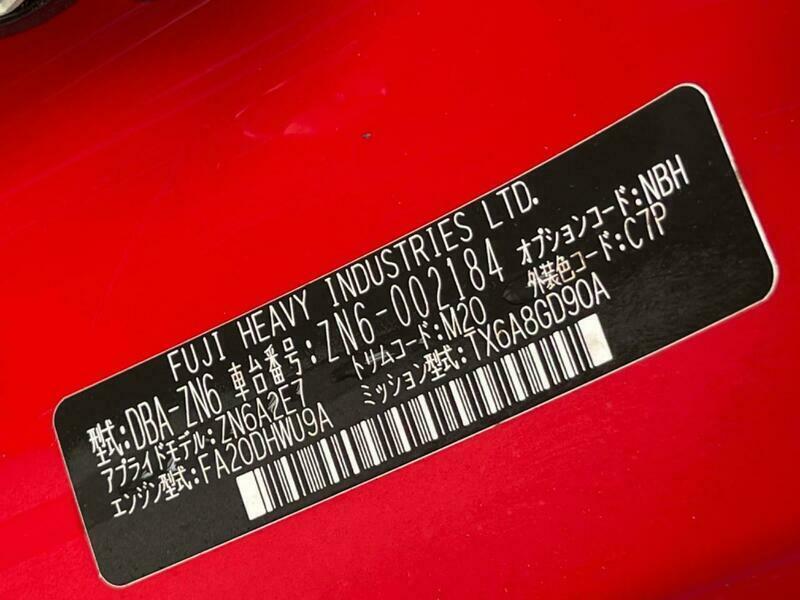 FUJI HEAVY INDUSTRIES LTD.
型式:DBA-ZN6 車台番号:ZN6-002184 オプションコード:NBH
アプライドモデル:ZN6A2E7 トリムコード:M20 外装色コード:C7P
エンジン型式:FA20DHWU9A ミッション型式:TX6A8GD90A